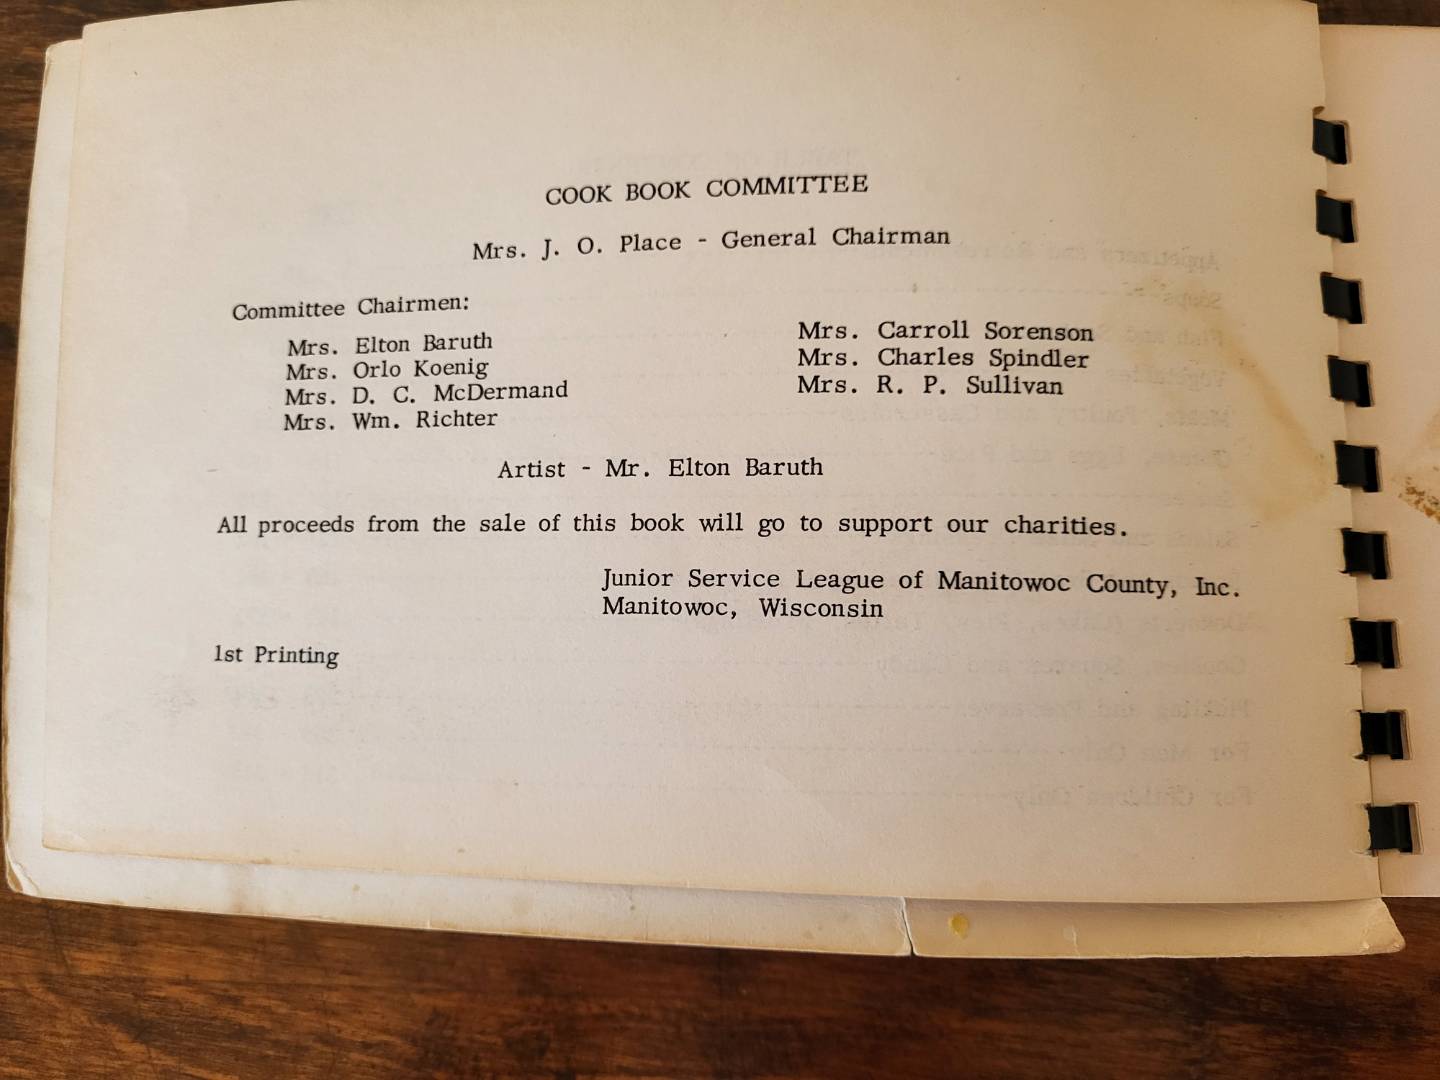 COOK BOOK COMMITTEE
Mrs. J. O. Place - General Chairman
Committee Chairmen:
Mrs. Elton Baruth
Mrs. Orlo Koenig
Mrs. D. C. McDermand
Mrs. Wm. Richter
Mrs. Carroll Sorenson
Mrs. Charles Spindler
Mrs. R. P. Sullivan
Artist - Mr. Elton Baruth
All proceeds from the sale of this book will go to support our charities.
Junior Service League of Manitowoc County, Inc.
Manitowoc, Wisconsin
1st Printing